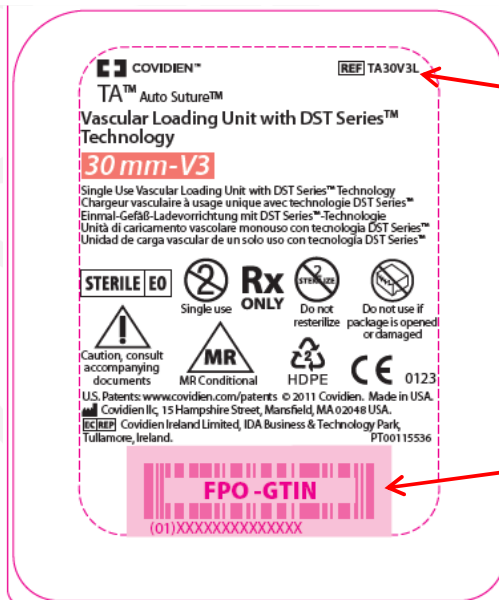 COVIDIEN™
REF TA30V3L
TA™ Auto Suture™
Vascular Loading Unit with DST Series™
Technology
30 mm-V3
Single Use Vascular Loading Unit with DST Series™ Technology
Chargeur vasculaire à usage unique avec technologie DST Series™
Einmal-Gefäß-Ladevorrichtung mit DST Series™-Technologie
Unità di caricamento vascolare monouso con tecnologia DST Series™
Unidad de carga vascular de un solo uso con tecnología DST Series™
STERILE EO
2
Single use
Rx
ONLY
2
STERILIZE
Do not
resterilize
Do not use if
package is opened
or damaged
Caution, consult
accompanying
documents
MR
MR Conditional
2
HDPE
CE 0123
U.S. Patents: www.covidien.com/patents © 2011 Covidien. Made in USA.
Covidien llc, 15 Hampshire Street, Mansfield, MA 02048 USA.
EC REP Covidien Ireland Limited, IDA Business & Technology Park,
Tullamore, Ireland.
PT00115536
FPO -GTIN
(01)XXXXXXXXXXXXXX